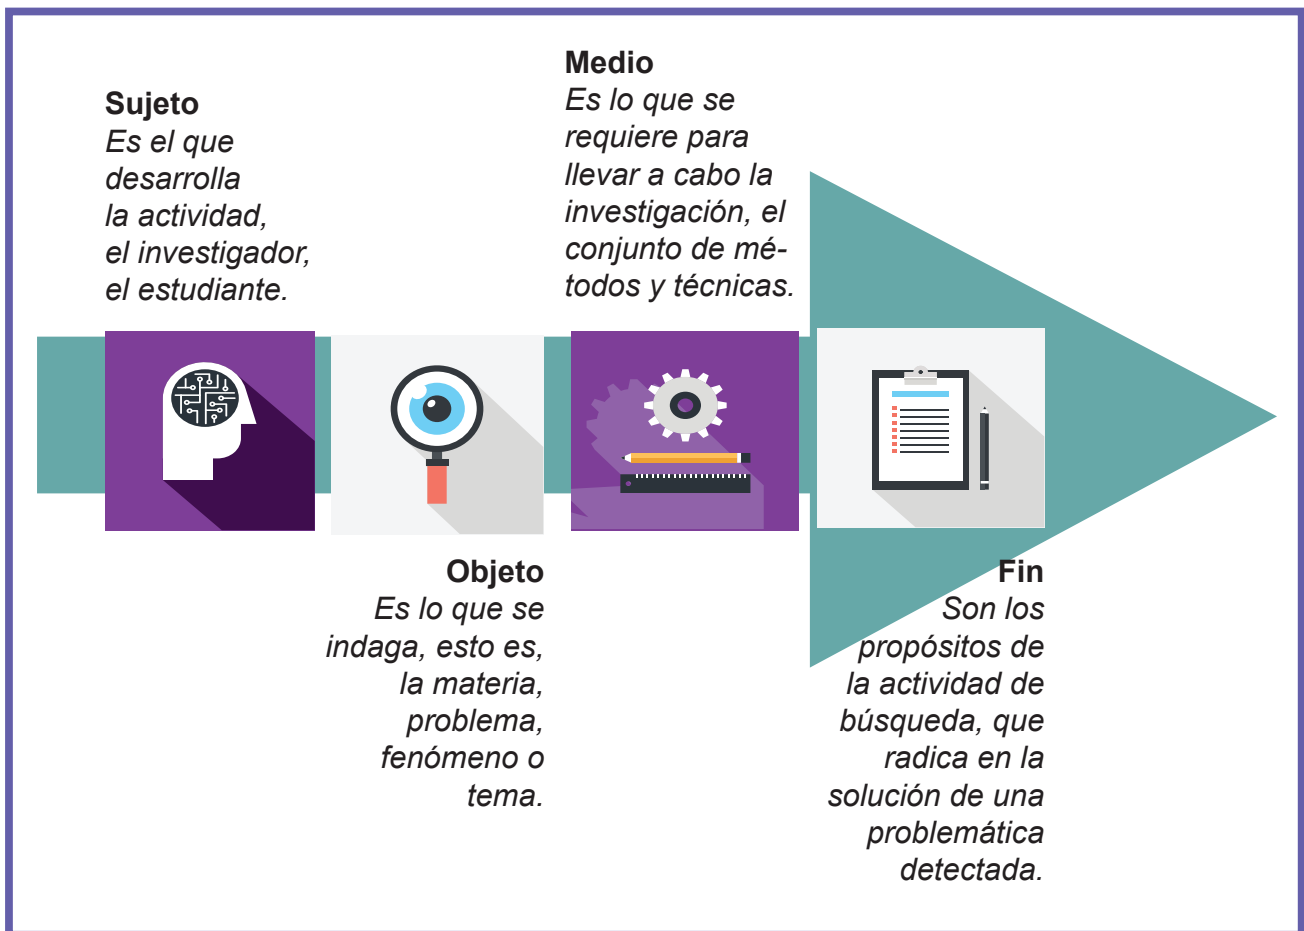 Sujeto
Es el que
desarrolla
la actividad,
el investigador,
el estudiante.
Objeto
Es lo que se
indaga, esto es,
la materia,
problema,
fenómeno o
tema.
Medio
Es lo que se
requiere para
llevar a cabo la
investigación, el
conjunto de mé-
todos y técnicas.
Fin
Son los
propósitos de
la actividad de
búsqueda, que
radica en la
solución de una
problemática
detectada.